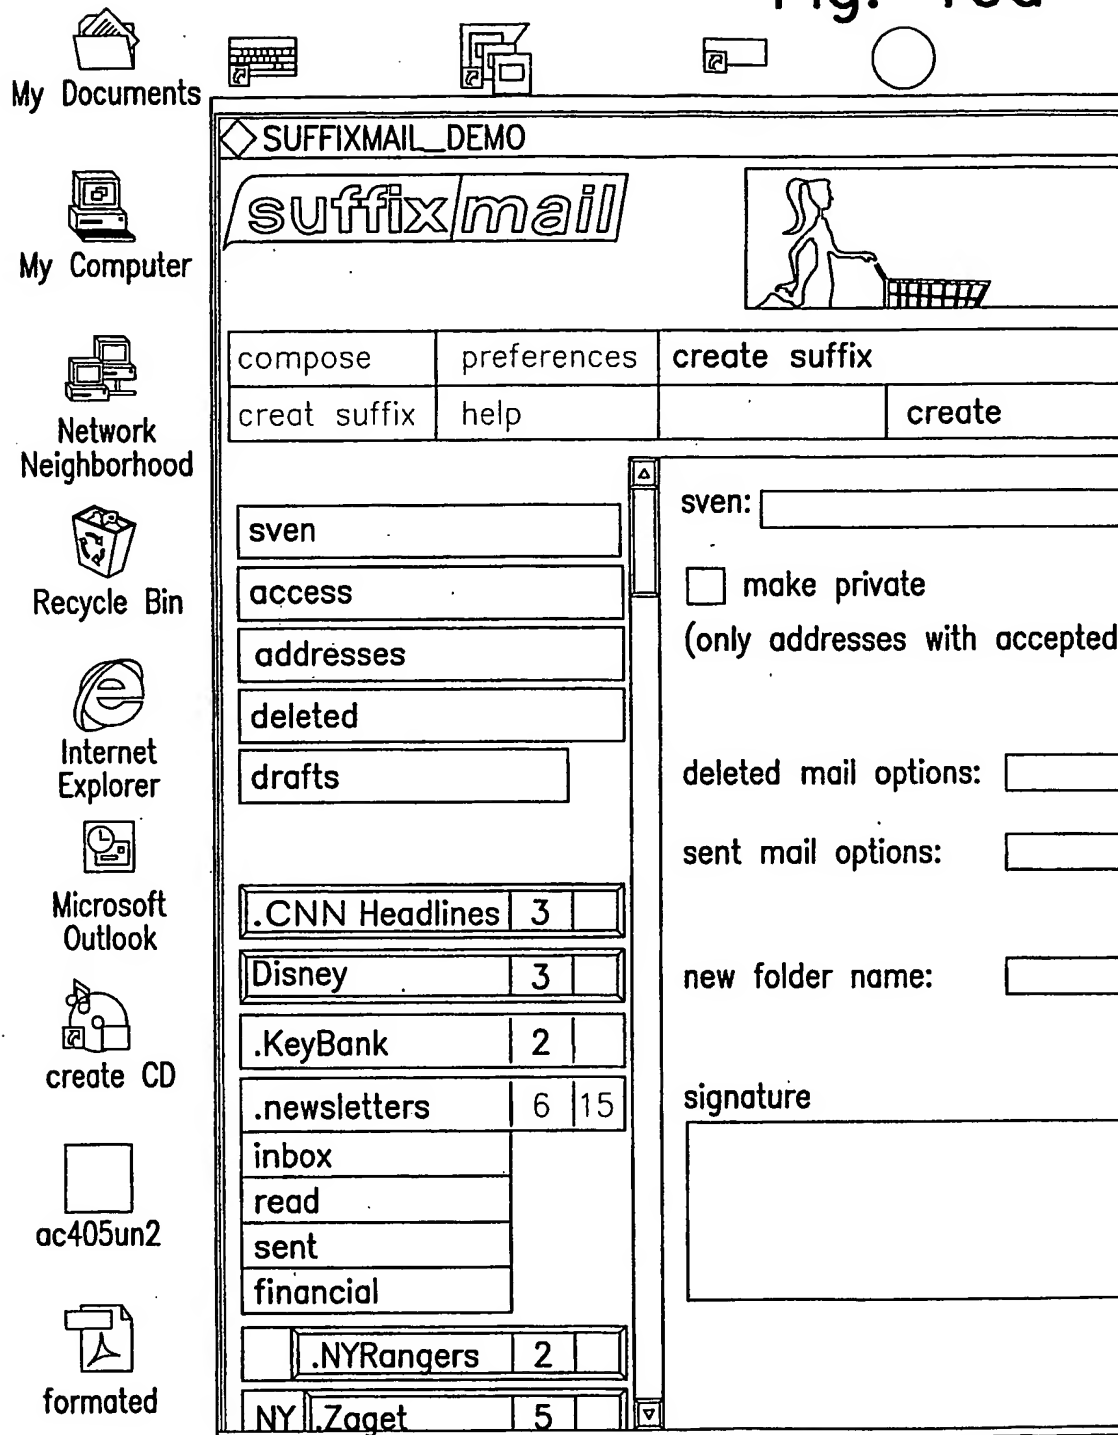 My Documents
My Computer
Network
Neighborhood
Recycle Bin
Internet
Explorer
Microsoft
Outlook
create CD
ac405un2
formated
SUFFIXMAIL_DEMO
suffixmail
compose preferences create suffix
creat suffix help create
sven
access
addresses
deleted
drafts
.CNN Headlines 3
Disney 3
.KeyBank 2
.newsletters 6 15
inbox
read
sent
financial
.NYRangers 2
NY .Zaget 5
sven:
make private
(only addresses with accepted
deleted mail options:
sent mail options:
new folder name:
signature